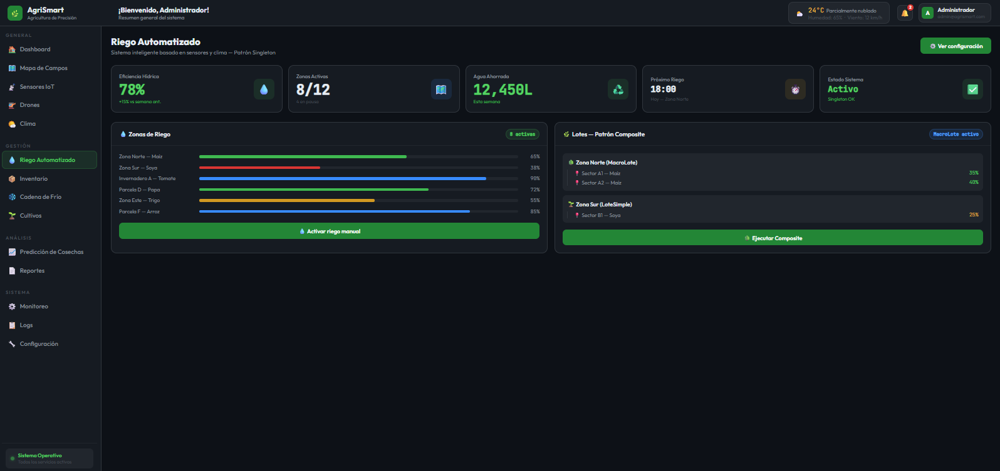 AgriSmart
Agricultura de Precisión
¡Bienvenido, Administrador!
Resumen general del sistema
24°C Parcialmente nublado
Humedad: 65% · Viento: 12 km/h
2
A
Administrador
admin@agrismart.com
GENERAL
Dashboard
Mapa de Campos
Sensores IoT
Drones
Clima
GESTIÓN
Riego Automatizado
Inventario
Cadena de Frío
Cultivos
ANÁLISIS
Predicción de Cosechas
Reportes
SISTEMA
Monitoreo
Logs
Configuración
Sistema Operativo
Todos los servicios activos
Riego Automatizado
Sistema inteligente basado en sensores y clima — Patrón Singleton
Ver configuración
Eficiencia Hídrica
78%
+15% vs semana ant.
Zonas Activas
8/12
4 en pausa
Agua Ahorrada
12,450L
Esta semana
Próximo Riego
18:00
Hoy — Zona Norte
Estado Sistema
Activo
Singleton OK
Zonas de Riego
8 activas
Zona Norte — Maíz 65%
Zona Sur — Soya 38%
Invernadero A — Tomate 90%
Parcela D — Papa 72%
Zona Este — Trigo 55%
Parcela F — Arroz 85%
Activar riego manual
Lotes — Patrón Composite
MacroLote activo
Zona Norte (MacroLote)
Sector A1 — Maíz 35%
Sector A2 — Maíz 40%
Zona Sur (LoteSimple)
Sector B1 — Soya 25%
Ejecutar Composite